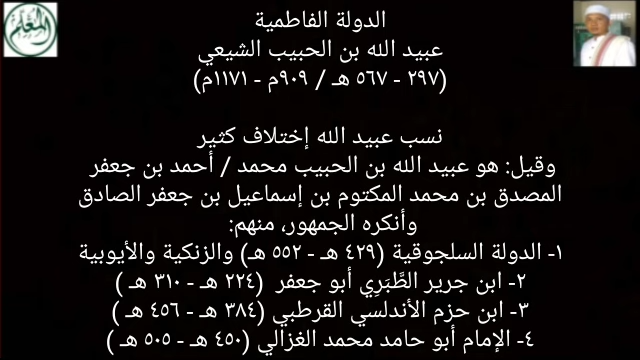 المعلم
الدولة الفاطمية
عبيد الله بن الحبيب الشيعي
(٢٩٧ - ٥٦٧ هـ / ٩٠٩م - ١١٧١م)
نسب عبيد الله إختلاف كثير
وقيل: هو عبيد الله بن الحبيب محمد / أحمد بن جعفر
المصدق بن محمد المكتوم بن إسماعيل بن جعفر الصادق
وأنكره الجمهور، منهم:
١- الدولة السلجوقية (٤٢٩ هـ - ٥٥٢ هـ) والزنكية والأيوبية
٢- ابن جرير الطَّبَرِي أبو جعفر (٢٢٤ هـ - ٣١٠ هـ )
٣- ابن حزم الأندلسي القرطبي (٣٨٤ هـ - ٤٥٦ هـ )
٤- الإمام أبو حامد محمد الغزالي (٤٥٠ هـ - ٥٠٥ هـ )